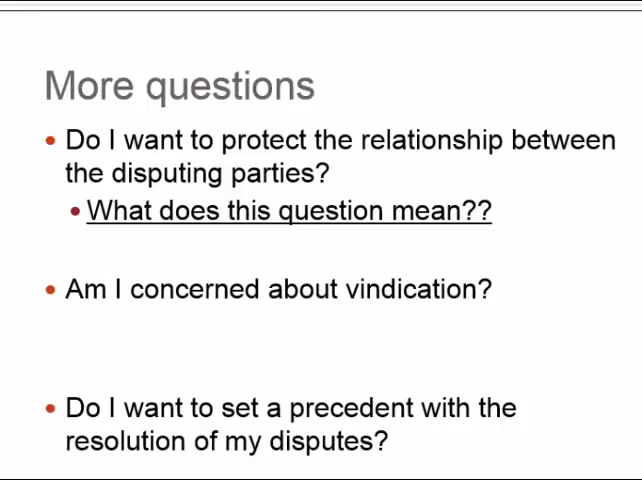 More questions
Do I want to protect the relationship between
the disputing parties?
What does this question mean??
Am I concerned about vindication?
Do I want to set a precedent with the
resolution of my disputes?